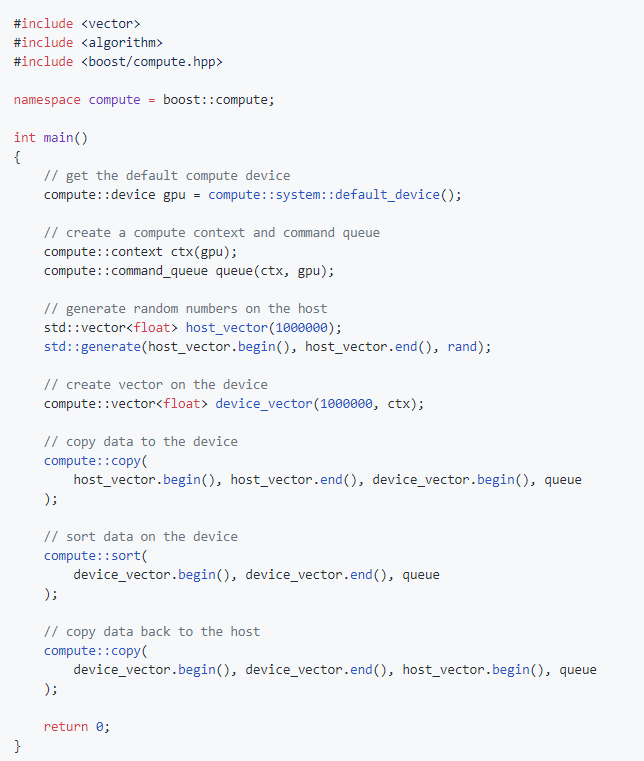 #include <vector>
#include <algorithm>
#include <boost/compute.hpp>

namespace compute = boost::compute;

int main()
{
    // get the default compute device
    compute::device gpu = compute::system::default_device();

    // create a compute context and command queue
    compute::context ctx(gpu);
    compute::command_queue queue(ctx, gpu);

    // generate random numbers on the host
    std::vector<float> host_vector(1000000);
    std::generate(host_vector.begin(), host_vector.end(), rand);

    // create vector on the device
    compute::vector<float> device_vector(1000000, ctx);

    // copy data to the device
    compute::copy(
        host_vector.begin(), host_vector.end(), device_vector.begin(), queue
    );

    // sort data on the device
    compute::sort(
        device_vector.begin(), device_vector.end(), queue
    );

    // copy data back to the host
    compute::copy(
        device_vector.begin(), device_vector.end(), host_vector.begin(), queue
    );

    return 0;
}